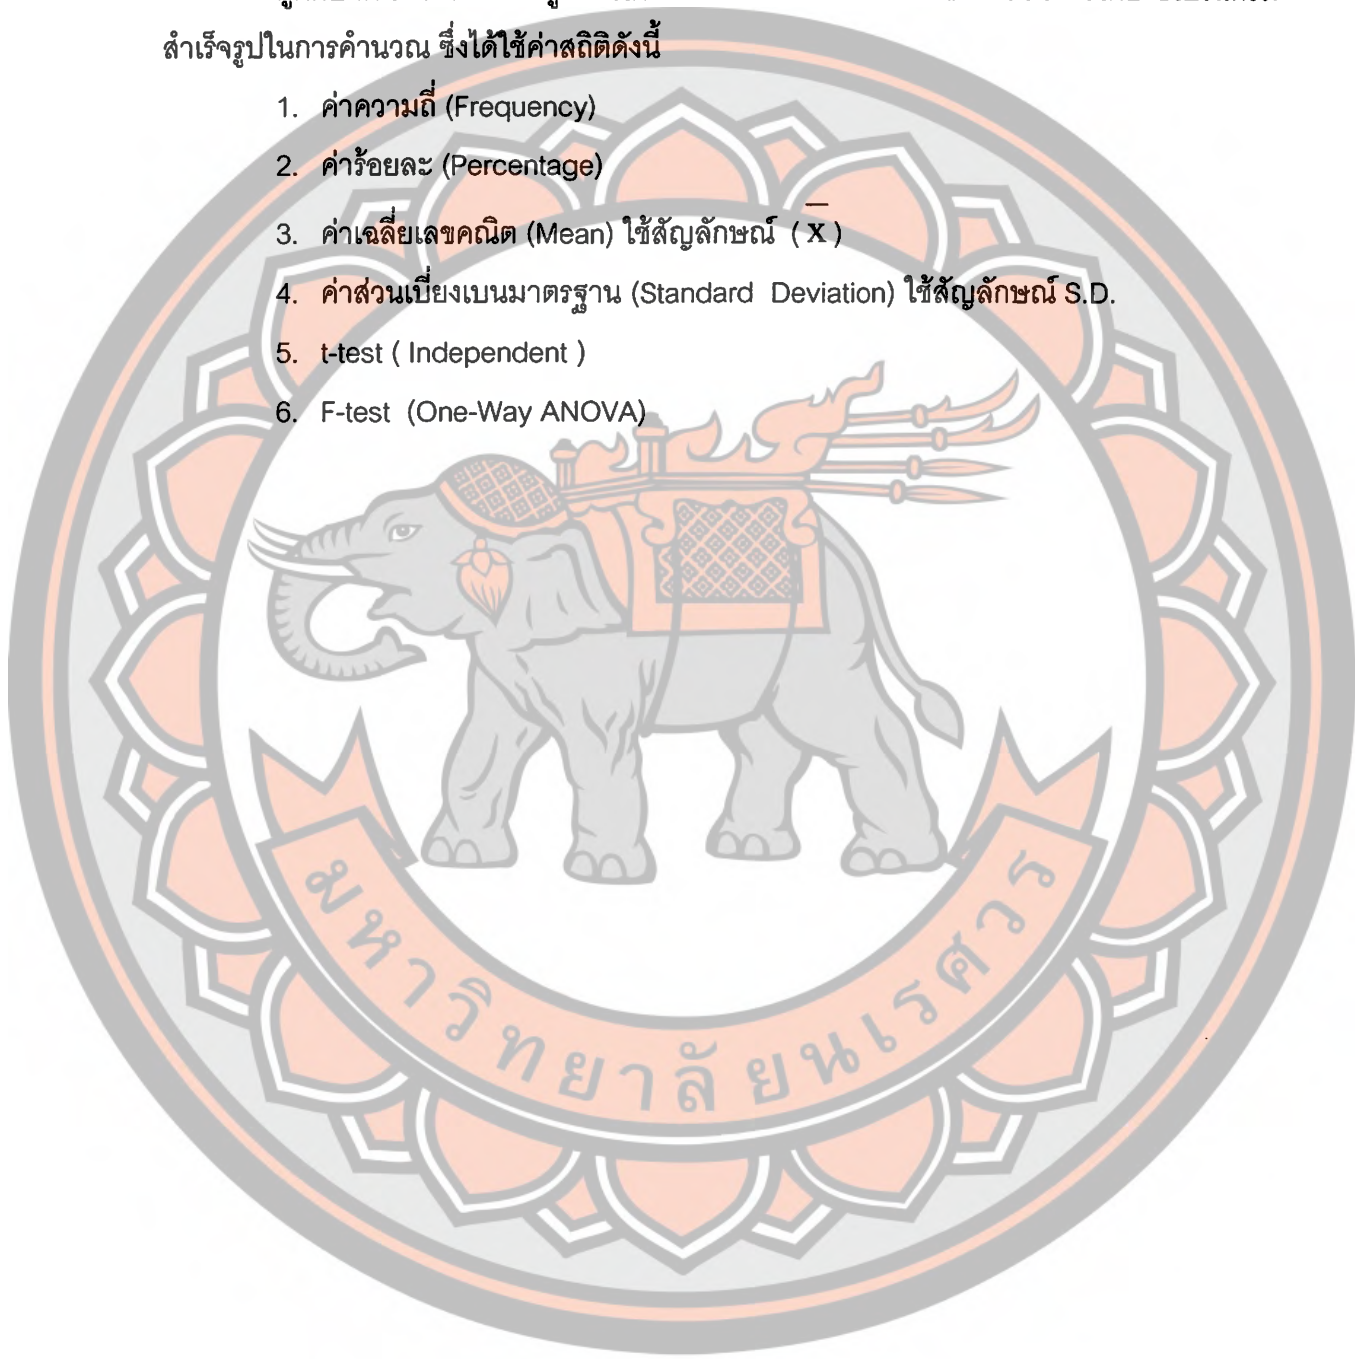 สำเร็จรูปในการคำนวณ ซึ่งได้ใช้ค่าสถิติดังนี้
1. ค่าความถี่ (Frequency)
2. ค่าร้อยละ (Percentage)
3. ค่าเฉลี่ยเลขคณิต (Mean) ใช้สัญลักษณ์ ( x̄ )
4. ค่าส่วนเบี่ยงเบนมาตรฐาน (Standard Deviation) ใช้สัญลักษณ์ S.D.
5. t-test ( Independent )
6. F-test (One-Way ANOVA)
มหาวิทยาลัยนเรศวร